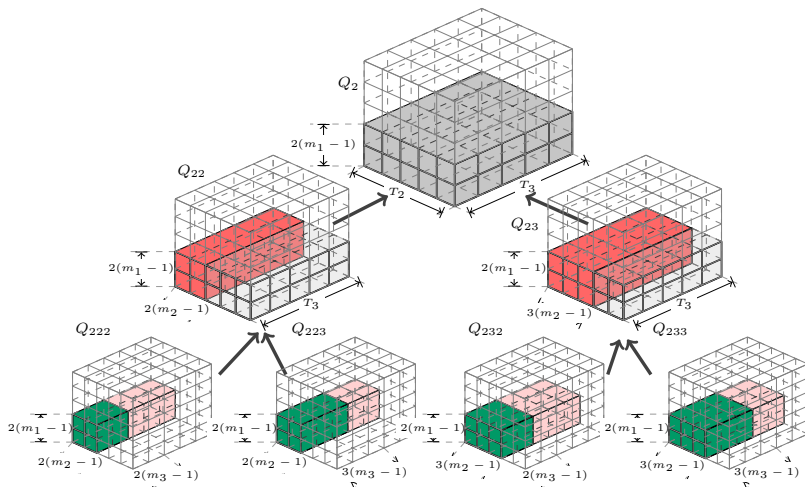 Q2
2(m1 − 1)
T2
T3
Q22
2(m1 − 1)
2(m2 − 1)
T3
Q23
2(m1 − 1)
3(m2 − 1)
T3
Q222
2(m1 − 1)
2(m2 − 1)
2(m3 − 1)
Q223
2(m1 − 1)
2(m2 − 1)
3(m3 − 1)
Q232
2(m1 − 1)
3(m2 − 1)
2(m3 − 1)
Q233
2(m1 − 1)
3(m2 − 1)
3(m3 − 1)